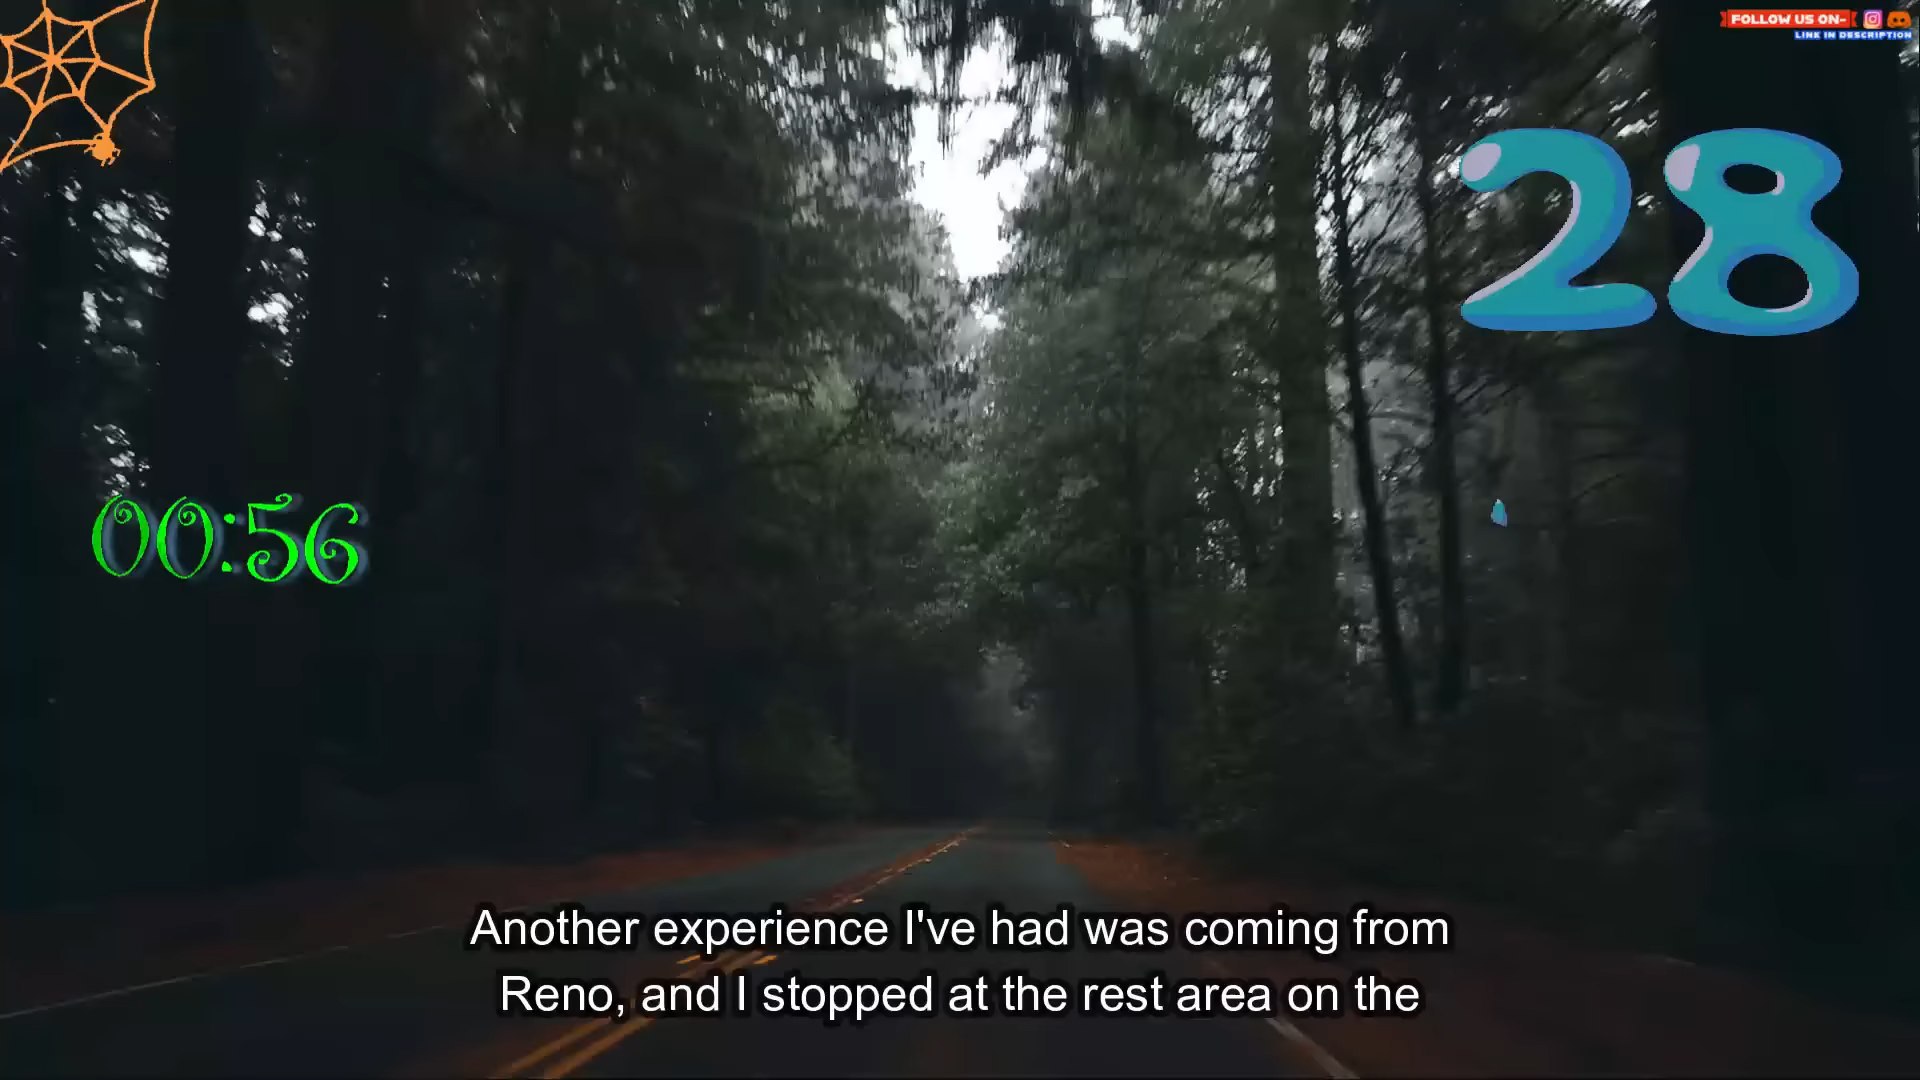 FOLLOW US ON-
LINK IN DESCRIPTION
28
00:56
Another experience I've had was coming from
Reno, and I stopped at the rest area on the